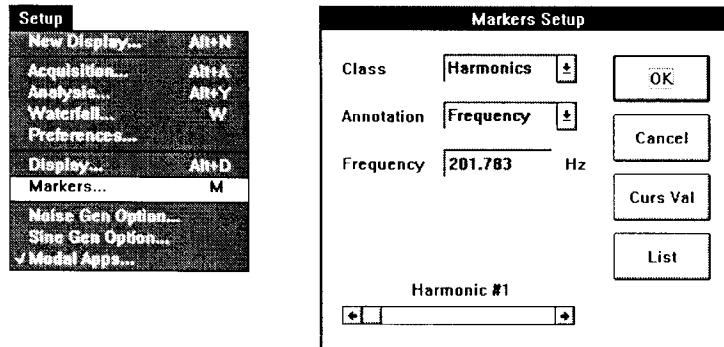 Setup
New Display... Alt+N
Acquisition... Alt+A
Analysis... Alt+Y
Waterfall... W
Preferences...
Display... Alt+D
Markers... M
Noise Gen Option...
Sine Gen Option...
✓Modal Apps...
Markers Setup
Class Harmonics
Annotation Frequency
Frequency 201.783 Hz
OK
Cancel
Curs Val
List
Harmonic #1